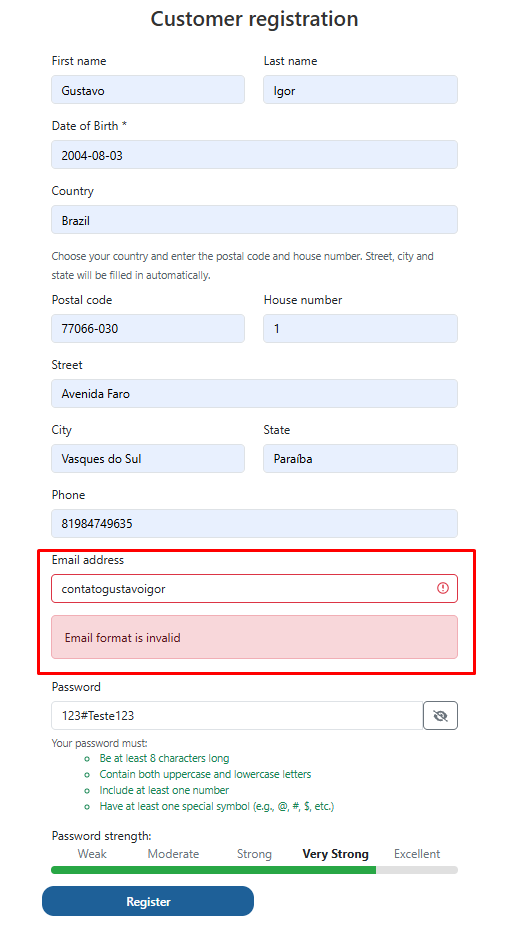 Customer registration
First name Last name
Gustavo Igor
Date of Birth *
2004-08-03
Country
Brazil
Choose your country and enter the postal code and house number. Street, city and
state will be filled in automatically.
Postal code House number
77066-030 1
Street
Avenida Faro
City State
Vasques do Sul Paraíba
Phone
81984749635
Email address
contatogustavoigor
Email format is invalid
Password
123#Teste123
Your password must:
Be at least 8 characters long
Contain both uppercase and lowercase letters
Include at least one number
Have at least one special symbol (e.g., @, #, $, etc.)
Password strength:
Weak Moderate Strong Very Strong Excellent
Register